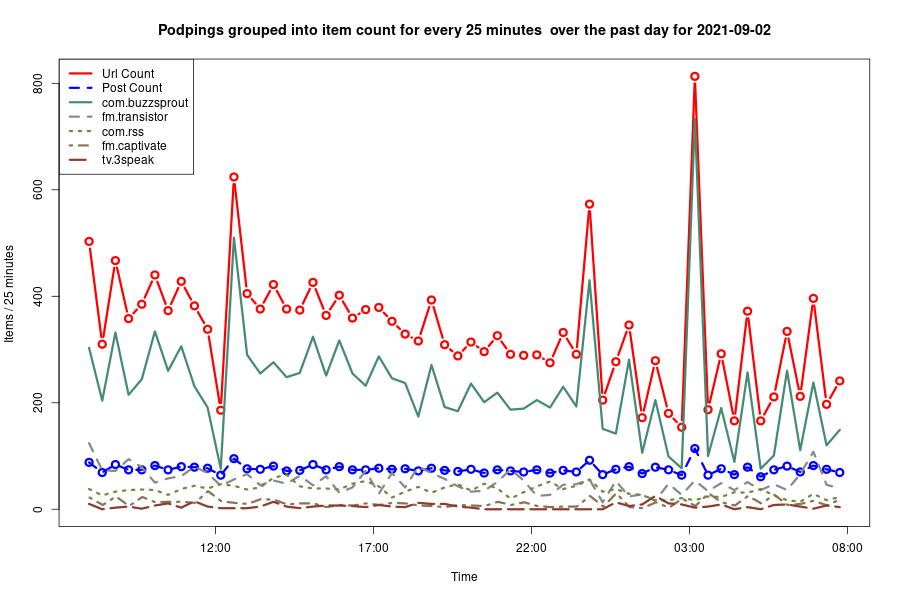 Podpings grouped into item count for every 25 minutes  over the past day for 2021-09-02
Url Count
Post Count
com.buzzsprout
fm.transistor
com.rss
fm.captivate
tv.3speak
800
600
400
200
0
Items / 25 minutes
12:00
17:00
22:00
03:00
08:00
Time